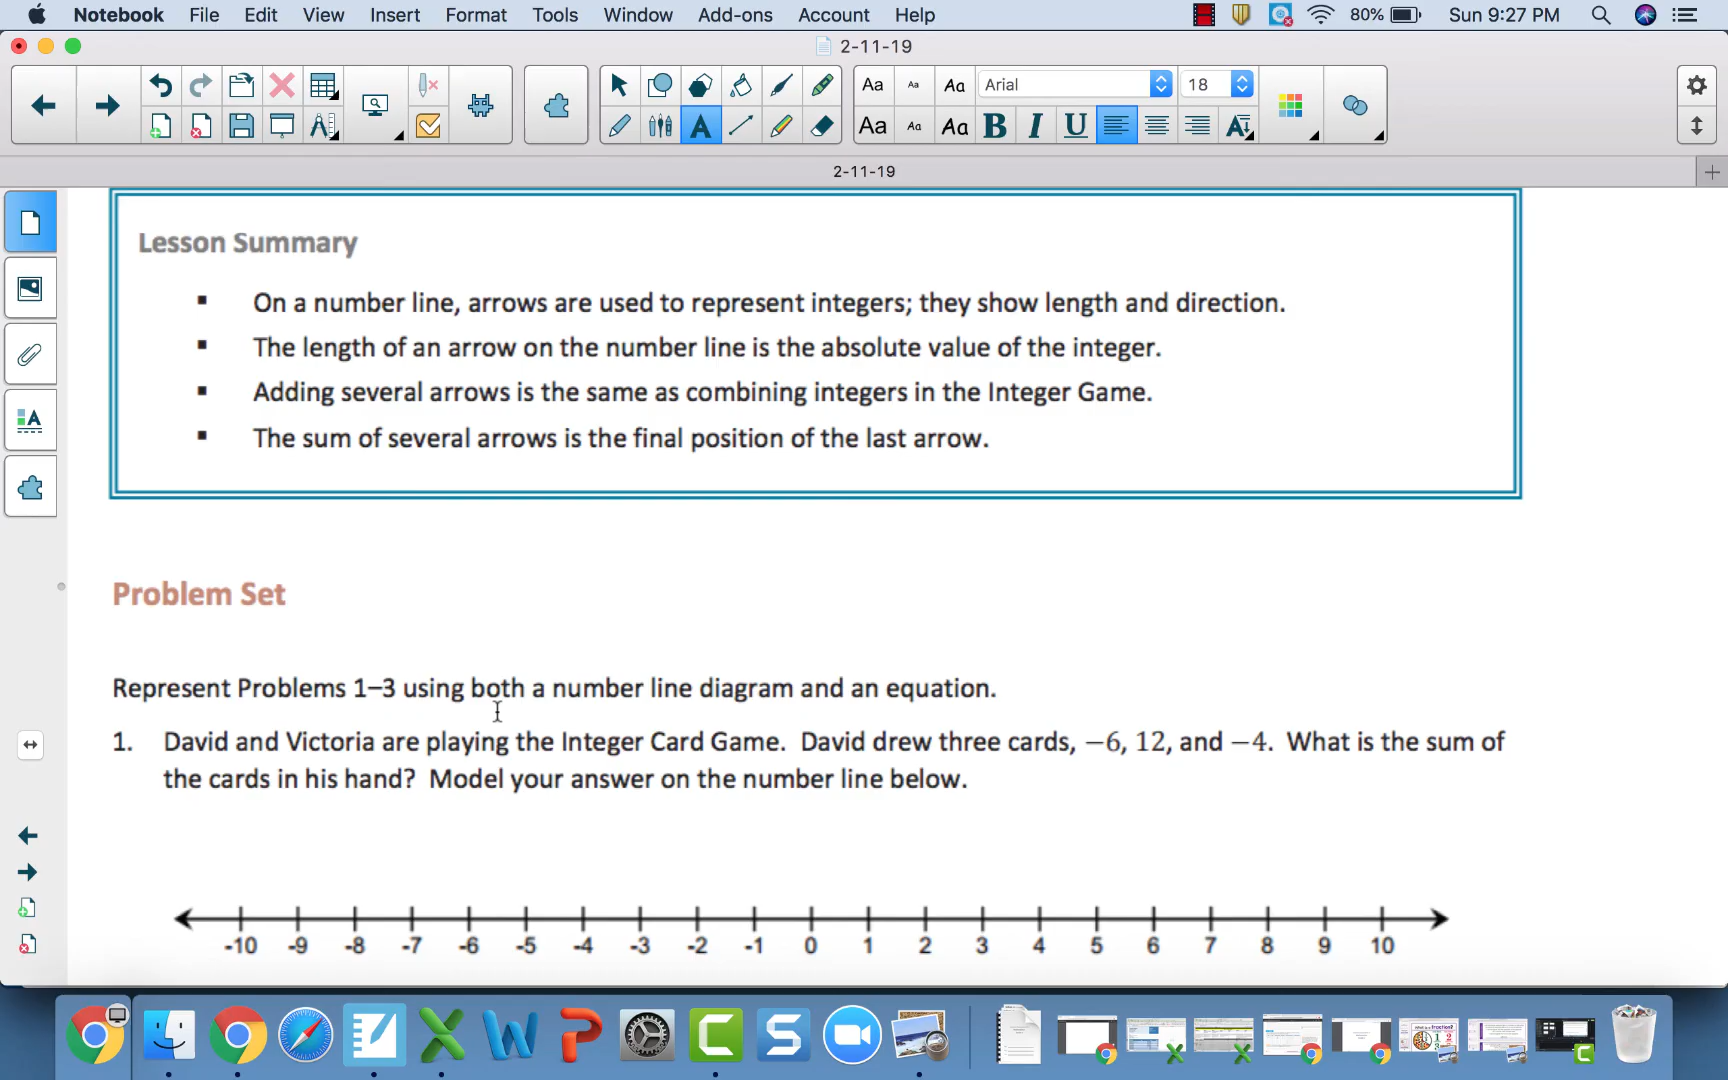 Notebook File Edit View Insert Format Tools Window Add-ons Account Help 80% Sun 9:27 PM
2-11-19
Aa Aa Aa Arial 18
Aa Aa Aa B I U A
2-11-19
Lesson Summary
▪ On a number line, arrows are used to represent integers; they show length and direction.
▪ The length of an arrow on the number line is the absolute value of the integer.
▪ Adding several arrows is the same as combining integers in the Integer Game.
▪ The sum of several arrows is the final position of the last arrow.
Problem Set
Represent Problems 1–3 using both a number line diagram and an equation.
1. David and Victoria are playing the Integer Card Game. David drew three cards, −6, 12, and −4. What is the sum of
the cards in his hand? Model your answer on the number line below.
-10 -9 -8 -7 -6 -5 -4 -3 -2 -1 0 1 2 3 4 5 6 7 8 9 10